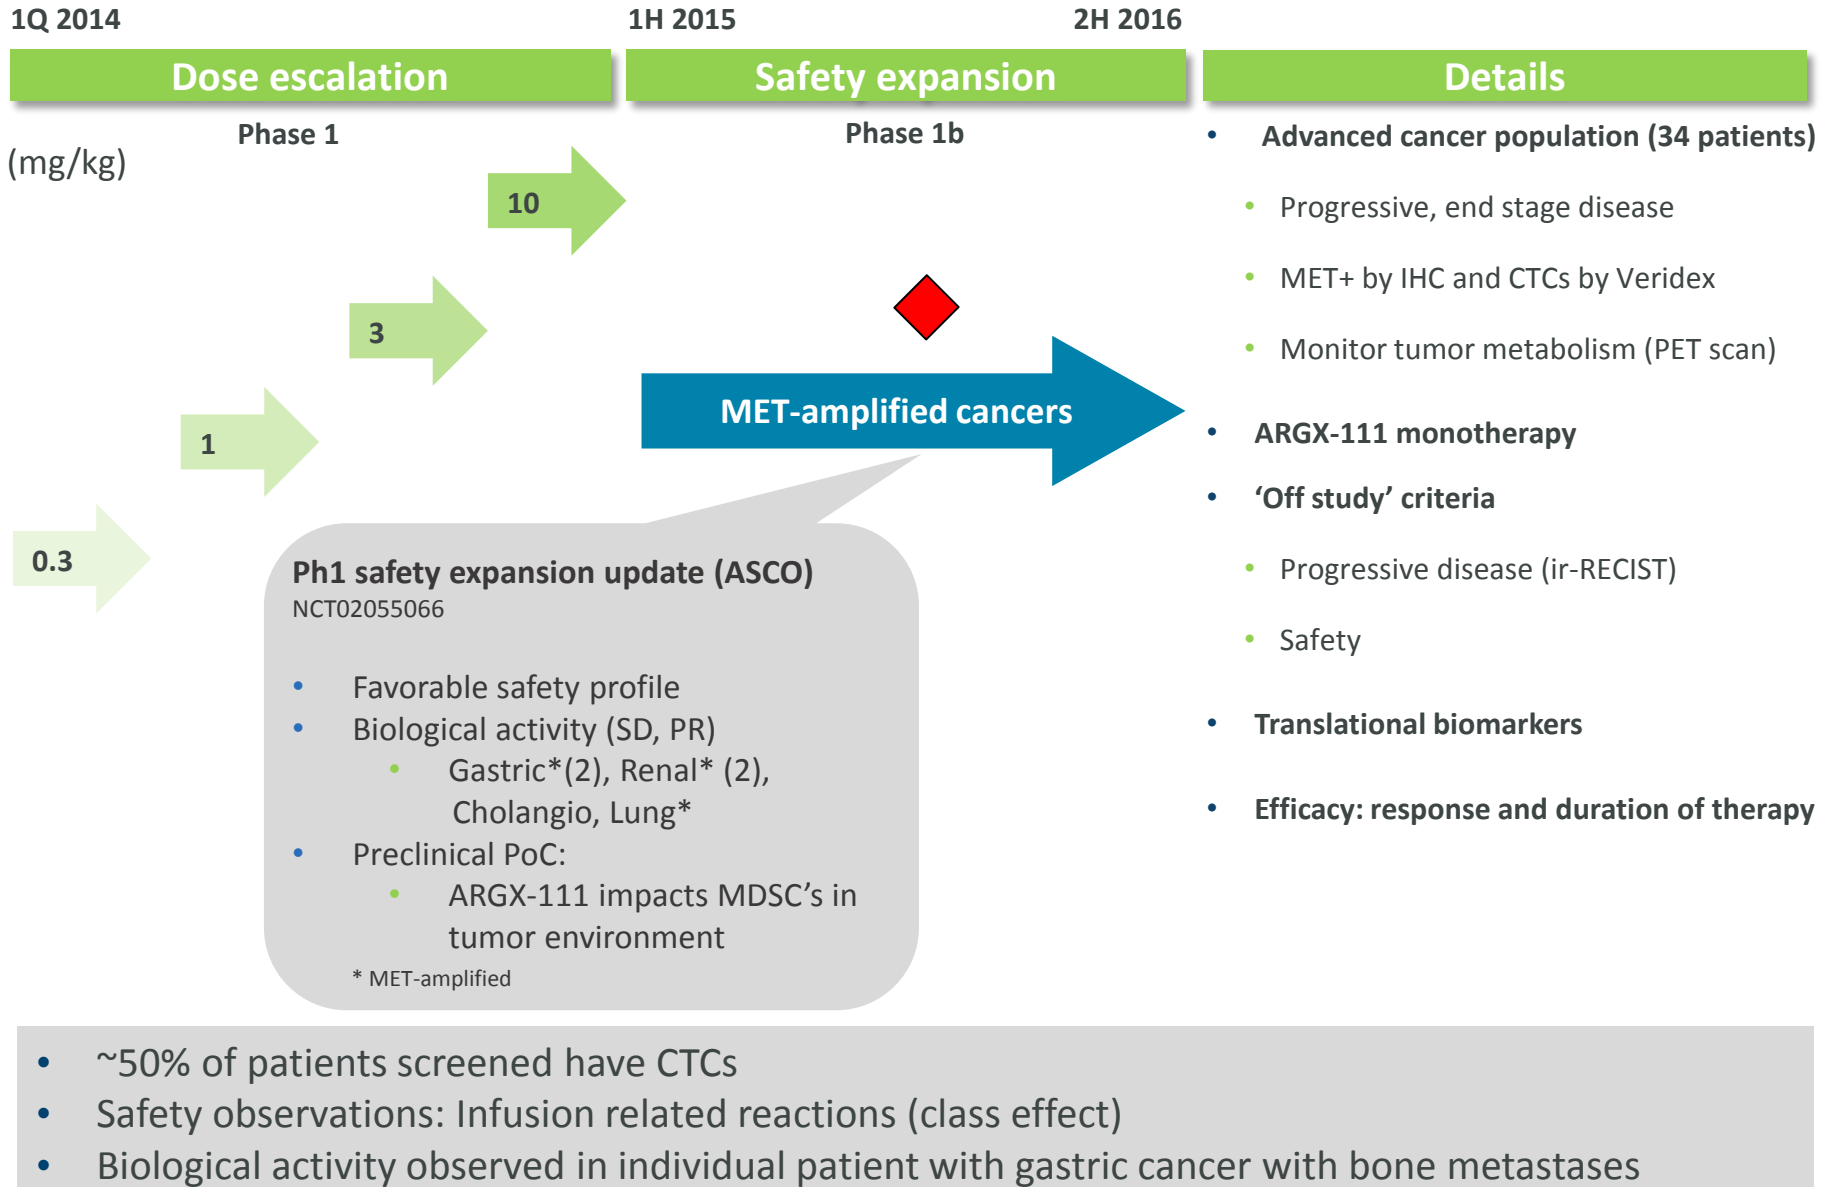 1Q 2014
1H 2015
2H 2016
Dose escalation
Safety expansion
Details
Phase 1
(mg/kg)
10
3
1
0.3
Phase 1b
MET-amplified cancers
Ph1 safety expansion update (ASCO)
NCT02055066
• Favorable safety profile
• Biological activity (SD, PR)
• Gastric*(2), Renal* (2),
Cholangio, Lung*
• Preclinical PoC:
• ARGX-111 impacts MDSC’s in
tumor environment
* MET-amplified
• Advanced cancer population (34 patients)
• Progressive, end stage disease
• MET+ by IHC and CTCs by Veridex
• Monitor tumor metabolism (PET scan)
• ARGX-111 monotherapy
• ‘Off study’ criteria
• Progressive disease (ir-RECIST)
• Safety
• Translational biomarkers
• Efficacy: response and duration of therapy
• ~50% of patients screened have CTCs
• Safety observations: Infusion related reactions (class effect)
• Biological activity observed in individual patient with gastric cancer with bone metastases